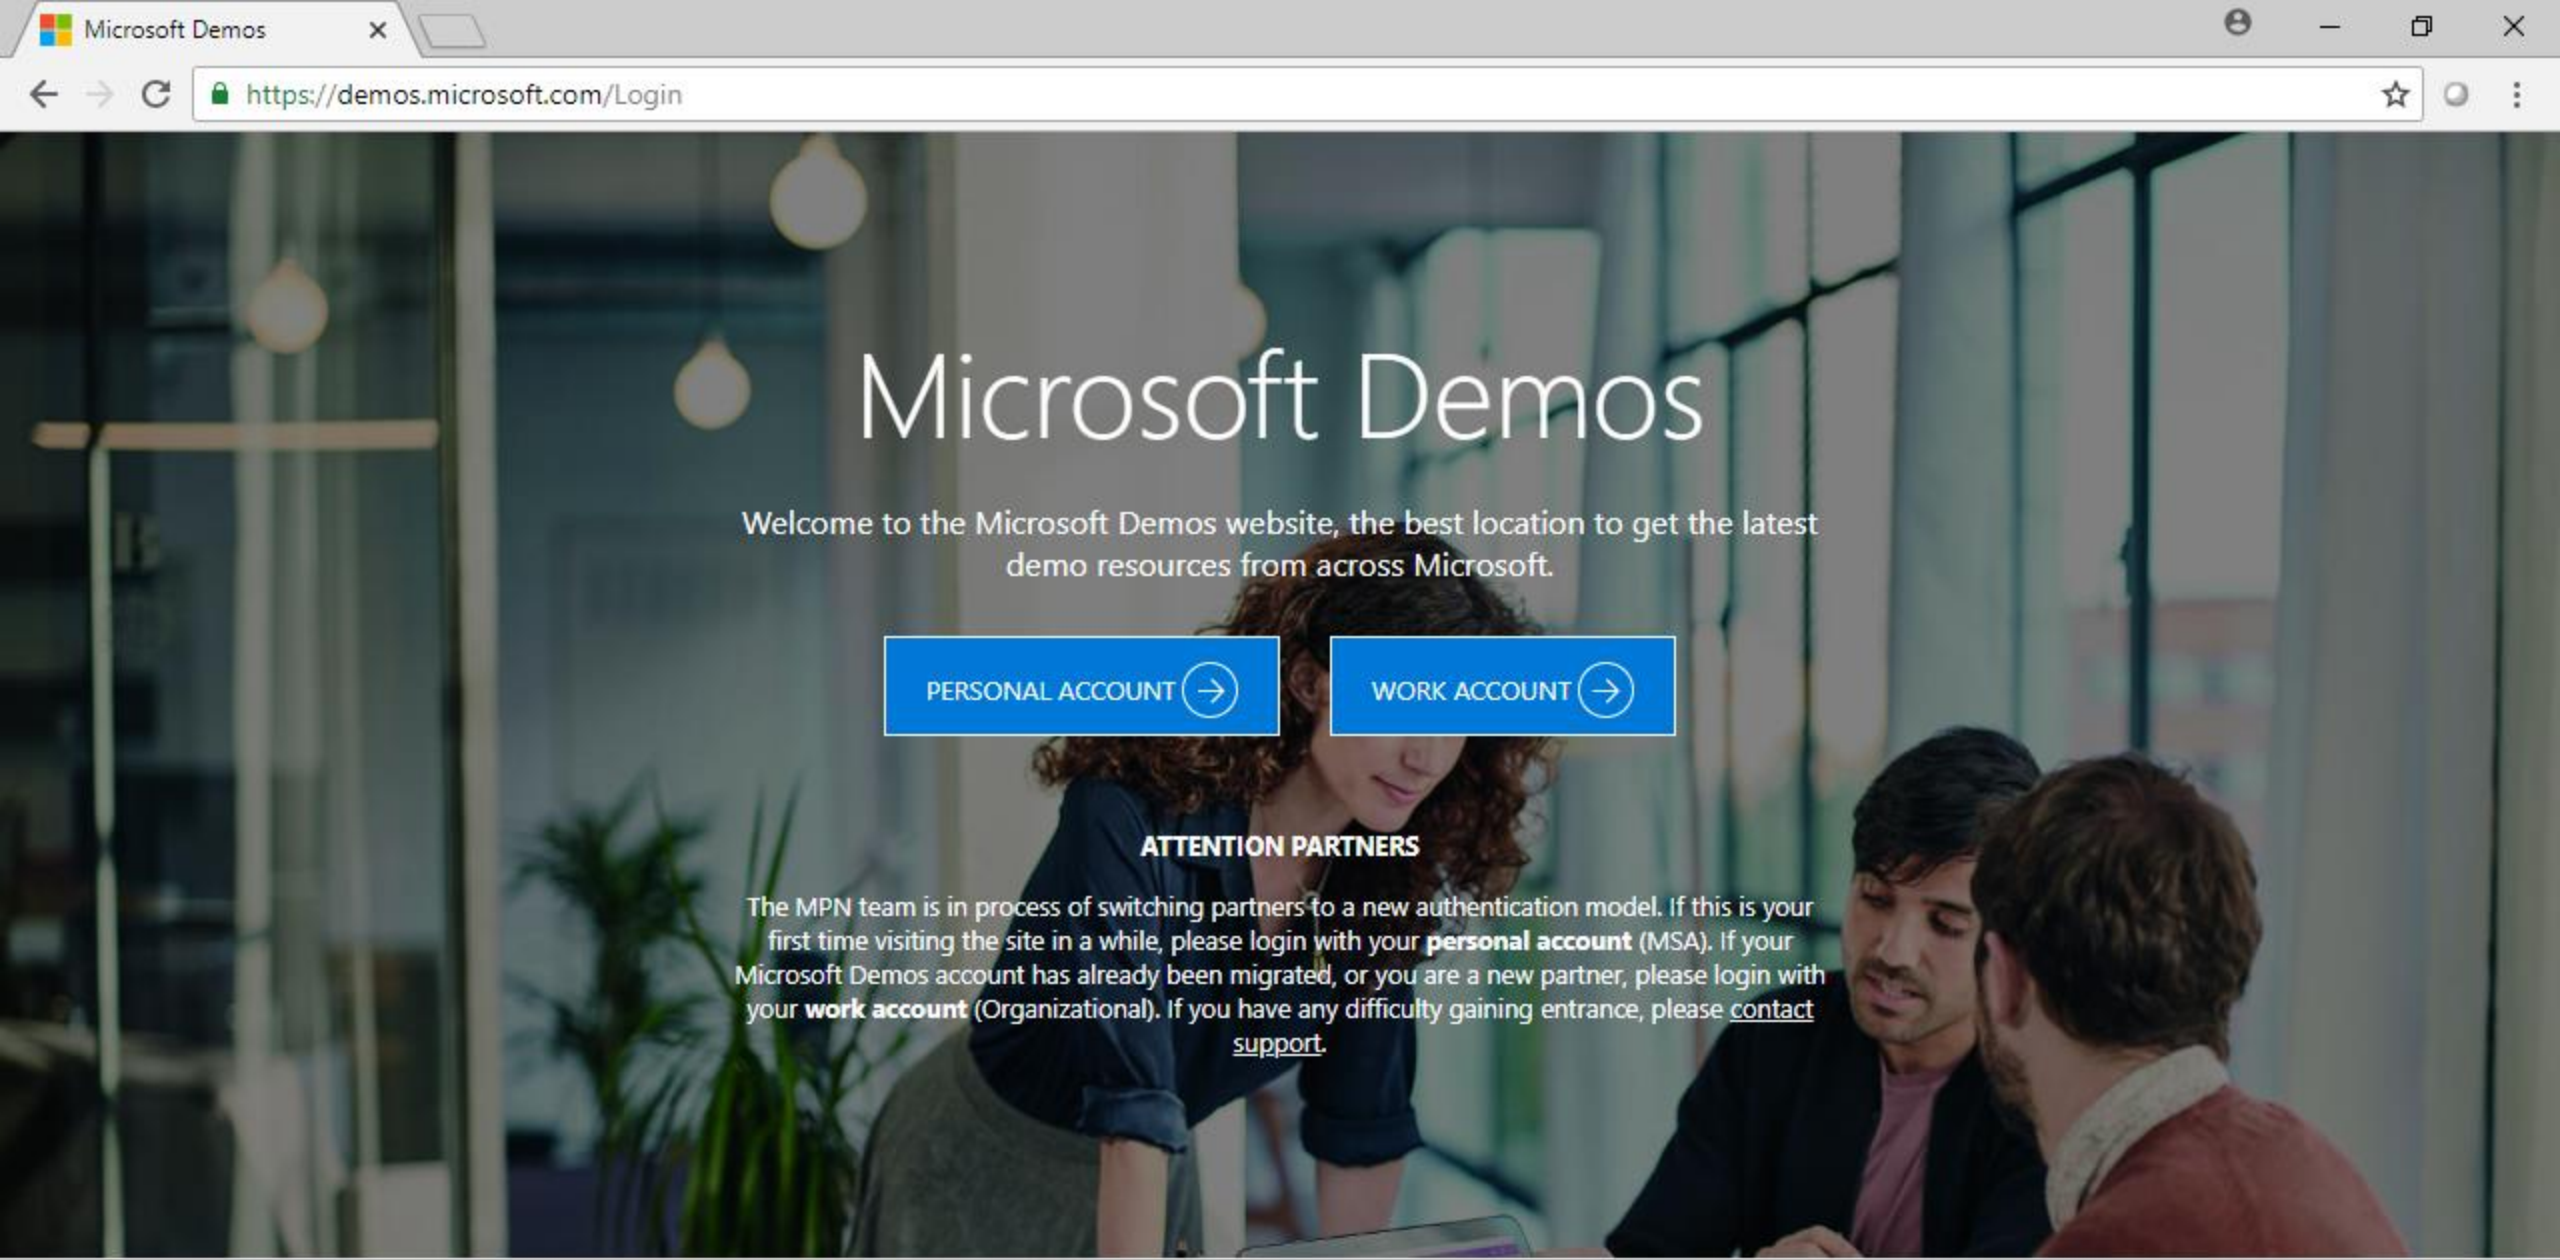 Microsoft Demos
https://demos.microsoft.com/Login
Microsoft Demos
Welcome to the Microsoft Demos website, the best location to get the latest
demo resources from across Microsoft.
PERSONAL ACCOUNT
WORK ACCOUNT
ATTENTION PARTNERS
The MPN team is in process of switching partners to a new authentication model. If this is your
first time visiting the site in a while, please login with your personal account (MSA). If your
Microsoft Demos account has already been migrated, or you are a new partner, please login with
your work account (Organizational). If you have any difficulty gaining entrance, please contact
support.